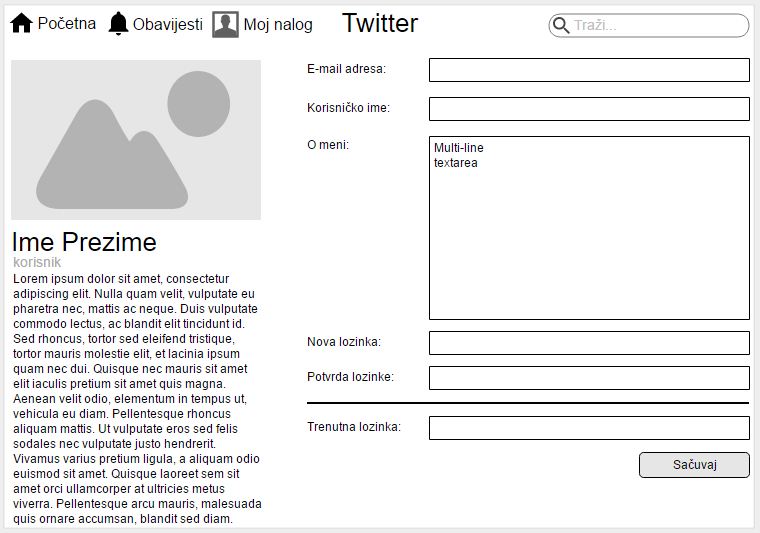 Početna
Obavijesti
Moj nalog
Twitter
Traži...
Ime Prezime
korisnik
Lorem ipsum dolor sit amet, consectetur
adipiscing elit. Nulla quam velit, vulputate eu
pharetra nec, mattis ac neque. Duis vulputate
commodo lectus, ac blandit elit tincidunt id.
Sed rhoncus, tortor sed eleifend tristique,
tortor mauris molestie elit, et lacinia ipsum
quam nec dui. Quisque nec mauris sit amet
elit iaculis pretium sit amet quis magna.
Aenean velit odio, elementum in tempus ut,
vehicula eu diam. Pellentesque rhoncus
aliquam mattis. Ut vulputate eros sed felis
sodales nec vulputate justo hendrerit.
Vivamus varius pretium ligula, a aliquam odio
euismod sit amet. Quisque laoreet sem sit
amet orci ullamcorper at ultricies metus
viverra. Pellentesque arcu mauris, malesuada
quis ornare accumsan, blandit sed diam.
E-mail adresa:
Korisničko ime:
O meni:
Multi-line
textarea
Nova lozinka:
Potvrda lozinke:
Trenutna lozinka:
Sačuvaj